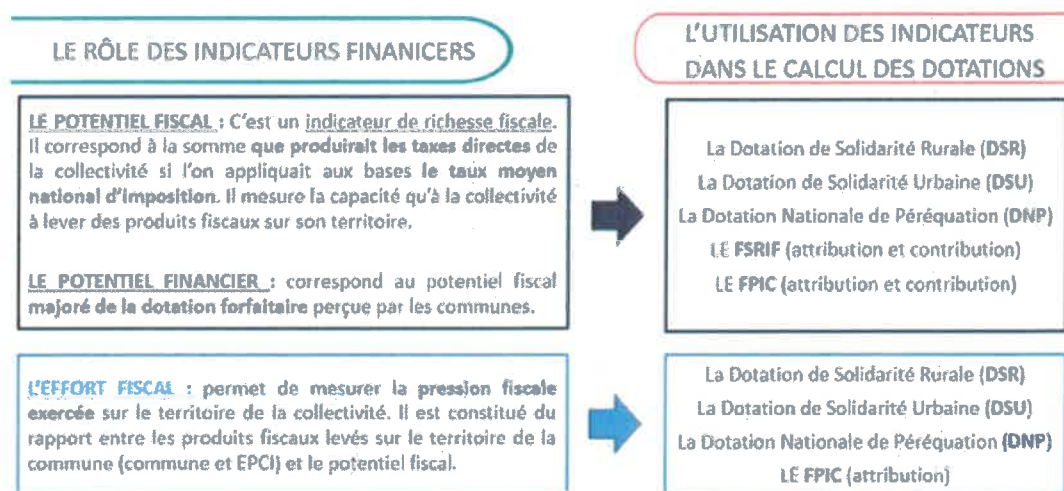 LE RÔLE DES INDICATEURS FINANICERS
LE POTENTIEL FISCAL : C'est un indicateur de richesse fiscale.
Il correspond à la somme que produirait les taxes directes de
la collectivité si l'on appliquait aux bases le taux moyen
national d'imposition. Il mesure la capacité qu'à la collectivité
à lever des produits fiscaux sur son territoire.
LE POTENTIEL FINANCIER : correspond au potentiel fiscal
majoré de la dotation forfaitaire perçue par les communes.
L'EFFORT FISCAL : permet de mesurer la pression fiscale
exercée sur le territoire de la collectivité. Il est constitué du
rapport entre les produits fiscaux levés sur le territoire de la
commune (commune et EPCI) et le potentiel fiscal.
L'UTILISATION DES INDICATEURS
DANS LE CALCUL DES DOTATIONS
La Dotation de Solidarité Rurale (DSR)
La Dotation de Solidarité Urbaine (DSU)
La Dotation Nationale de Péréquation (DNP)
LE FSRIF (attribution et contribution)
LE FPIC (attribution et contribution)
La Dotation de Solidarité Rurale (DSR)
La Dotation de Solidarité Urbaine (DSU)
La Dotation Nationale de Péréquation (DNP)
LE FPIC (attribution)